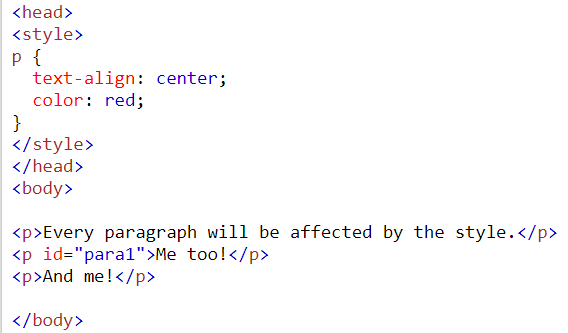 <head>
<style>
p {
  text-align: center;
  color: red;
}
</style>
</head>
<body>

<p>Every paragraph will be affected by the style.</p>
<p id="para1">Me too!</p>
<p>And me!</p>

</body>